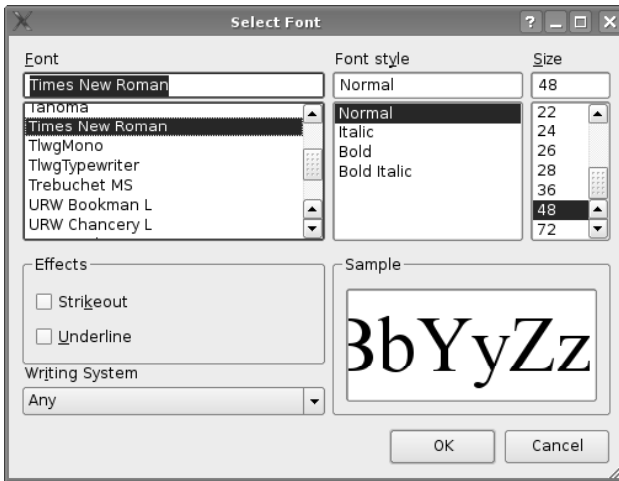 Select Font
Font
Times New Roman
Tahoma
Times New Roman
TlwgMono
TlwgTypewriter
Trebuchet MS
URW Bookman L
URW Chancery L
Font style
Normal
Normal
Italic
Bold
Bold Italic
Size
48
22
24
26
28
36
48
72
Effects
Strikeout
Underline
Writing System
Any
Sample
BbYyZz
OK
Cancel